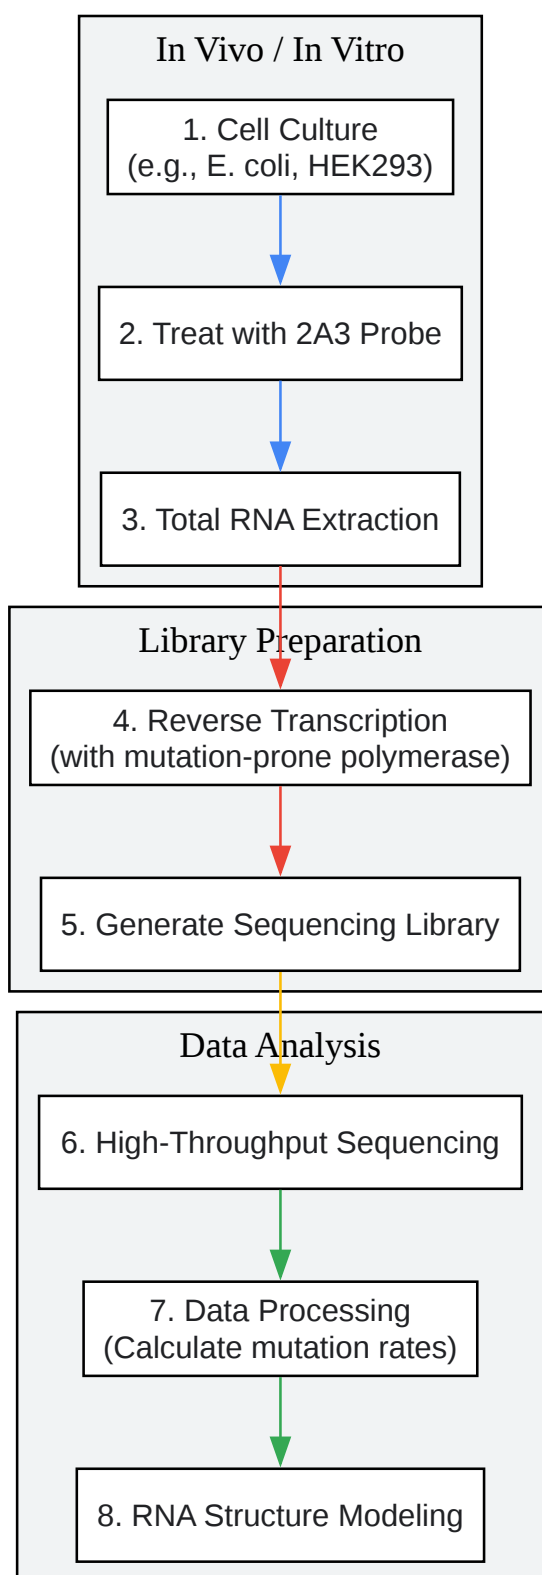 In Vivo / In Vitro
1. Cell Culture
(e.g., E. coli, HEK293)
2. Treat with 2A3 Probe
3. Total RNA Extraction
Library Preparation
4. Reverse Transcription
(with mutation-prone polymerase)
5. Generate Sequencing Library
Data Analysis
6. High-Throughput Sequencing
7. Data Processing
(Calculate mutation rates)
8. RNA Structure Modeling